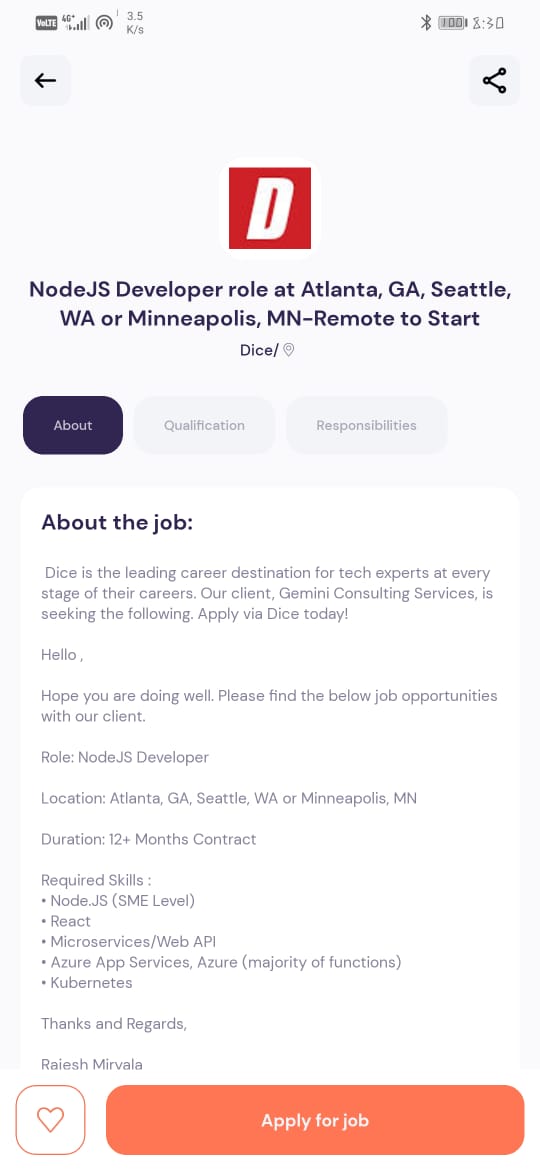 VoLTE 4G+ 3.5 K/s 100 8:30
D
NodeJS Developer role at Atlanta, GA, Seattle,
WA or Minneapolis, MN-Remote to Start
Dice/
About Qualification Responsibilities
About the job:
Dice is the leading career destination for tech experts at every
stage of their careers. Our client, Gemini Consulting Services, is
seeking the following. Apply via Dice today!
Hello ,
Hope you are doing well. Please find the below job opportunities
with our client.
Role: NodeJS Developer
Location: Atlanta, GA, Seattle, WA or Minneapolis, MN
Duration: 12+ Months Contract
Required Skills :
• Node.JS (SME Level)
• React
• Microservices/Web API
• Azure App Services, Azure (majority of functions)
• Kubernetes
Thanks and Regards,
Rajesh Miryala
Apply for job